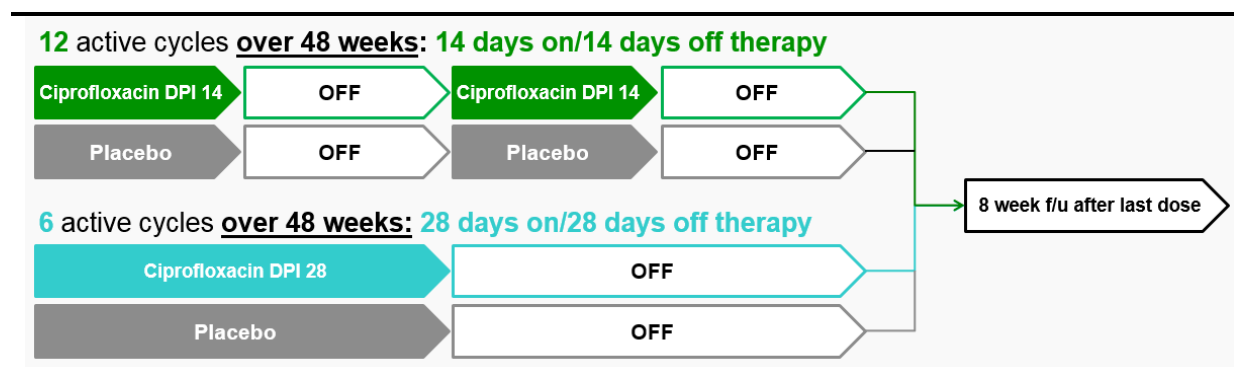 12 active cycles over 48 weeks: 14 days on/14 days off therapy
Ciprofloxacin DPI 14 OFF Ciprofloxacin DPI 14 OFF
Placebo OFF Placebo OFF
8 week f/u after last dose
6 active cycles over 48 weeks: 28 days on/28 days off therapy
Ciprofloxacin DPI 28 OFF
Placebo OFF